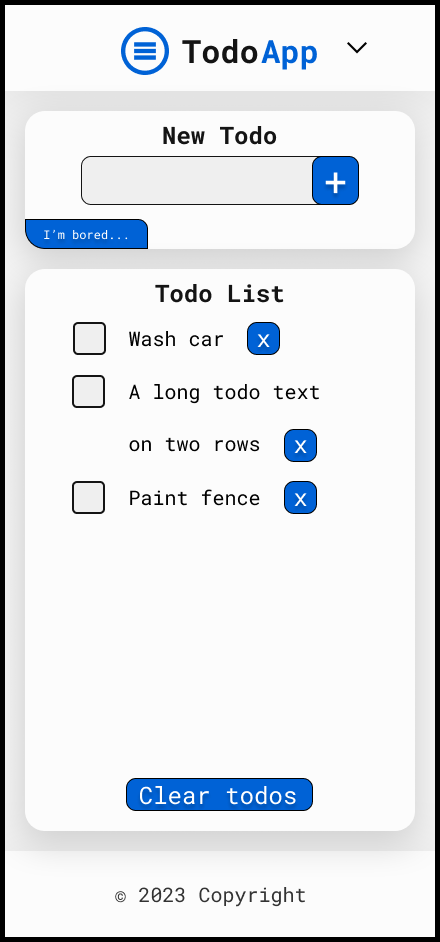 TodoApp
New Todo
+
I'm bored...
Todo List
Wash car x
A long todo text
on two rows x
Paint fence x
Clear todos
© 2023 Copyright